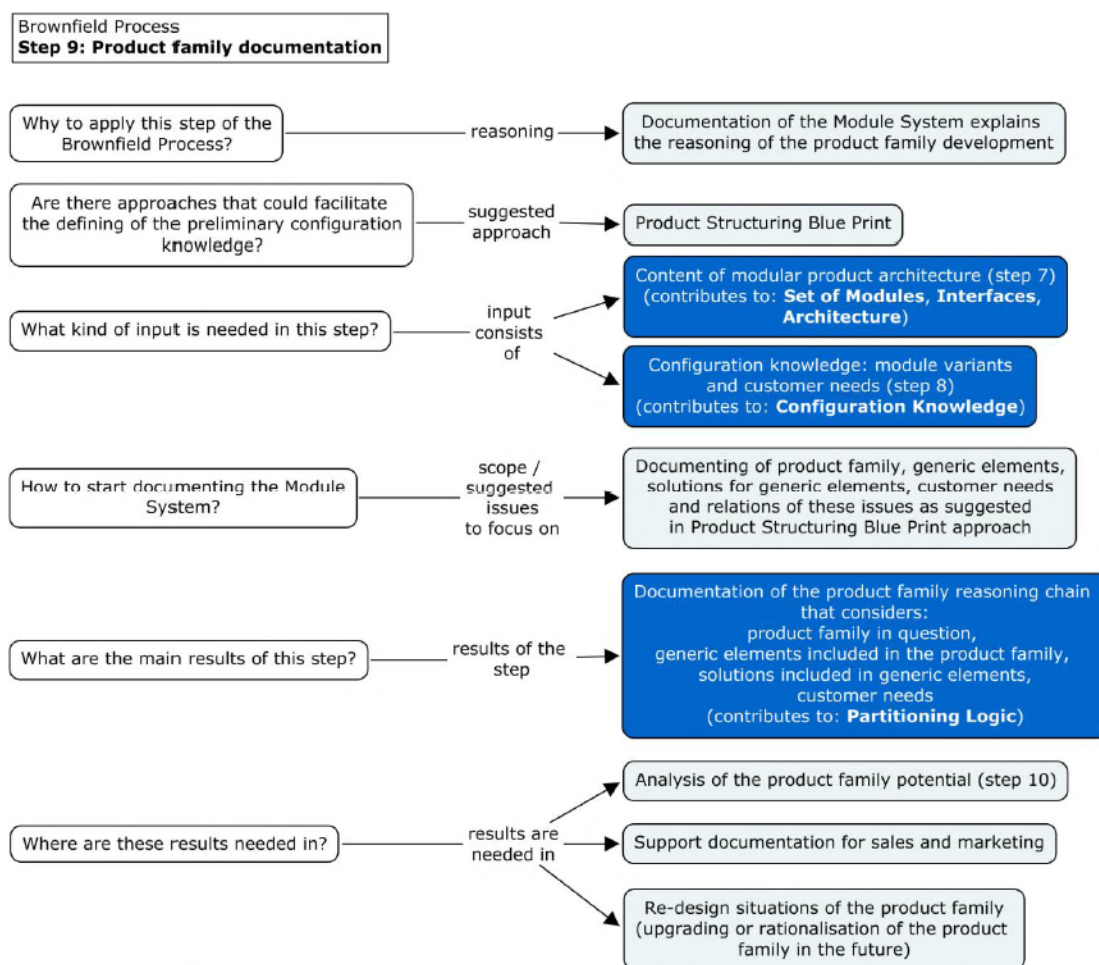 Brownfield Process
Step 9: Product family documentation
Why to apply this step of the
Brownfield Process?
reasoning
Documentation of the Module System explains
the reasoning of the product family development
Are there approaches that could facilitate
the defining of the preliminary configuration
knowledge?
suggested
approach
Product Structuring Blue Print
What kind of input is needed in this step?
input
consists
of
Content of modular product architecture (step 7)
(contributes to: Set of Modules, Interfaces,
Architecture)
Configuration knowledge: module variants
and customer needs (step 8)
(contributes to: Configuration Knowledge)
How to start documenting the Module
System?
scope /
suggested
issues
to focus on
Documenting of product family, generic elements,
solutions for generic elements, customer needs
and relations of these issues as suggested
in Product Structuring Blue Print approach
What are the main results of this step?
results of the
step
Documentation of the product family reasoning chain
that considers:
product family in question,
generic elements included in the product family,
solutions included in generic elements,
customer needs
(contributes to: Partitioning Logic)
Where are these results needed in?
results are
needed in
Analysis of the product family potential (step 10)
Support documentation for sales and marketing
Re-design situations of the product family
(upgrading or rationalisation of the product
family in the future)